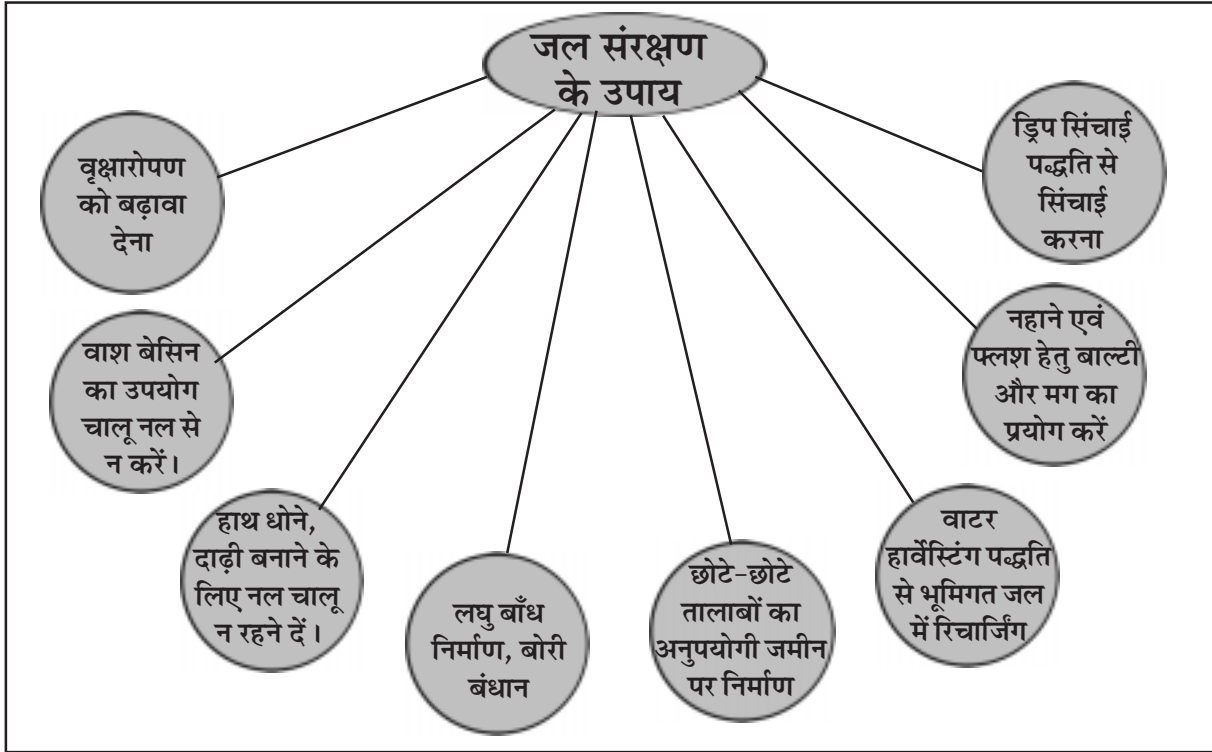 जल संरक्षण
के उपाय
वृक्षारोपण
को बढ़ावा
देना
वाश बेसिन
का उपयोग
चालू नल से
न करें।
हाथ धोने,
दाढ़ी बनाने के
लिए नल चालू
न रहने दें।
लघु बाँध
निर्माण, बोरी
बंधान
छोटे-छोटे
तालाबों का
अनुपयोगी जमीन
पर निर्माण
वाटर
हार्वेस्टिंग पद्धति
से भूमिगत जल
में रिचार्जिंग
नहाने एवं
फ्लश हेतु बाल्टी
और मग का
प्रयोग करें
ड्रिप सिंचाई
पद्धति से
सिंचाई
करना